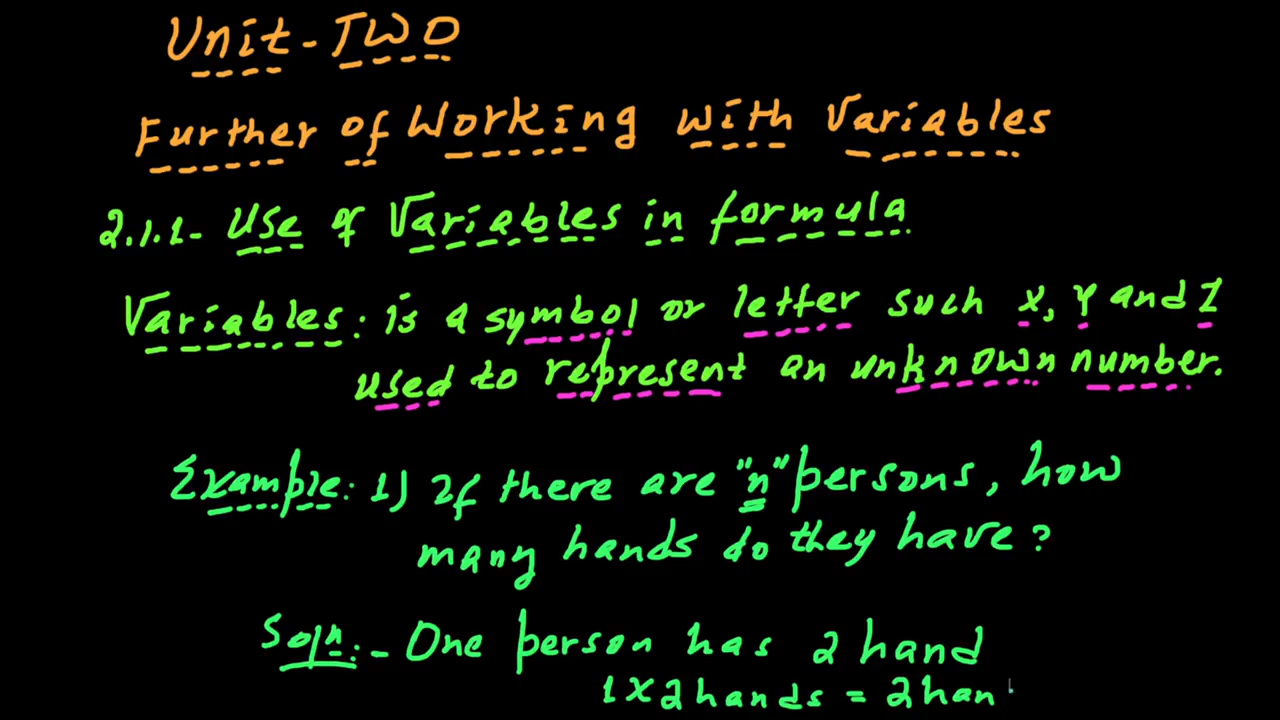 Unit-TWO
Further of Working with Variables
2.1.1- Use of Variables in formula.
Variables: is a symbol or letter such x, Y and Z
used to represent an unknown number.
Example: 1) If there are "n" persons, how
many hands do they have?
Soln:- One person has 2 hand
1 X 2 hands = 2 han